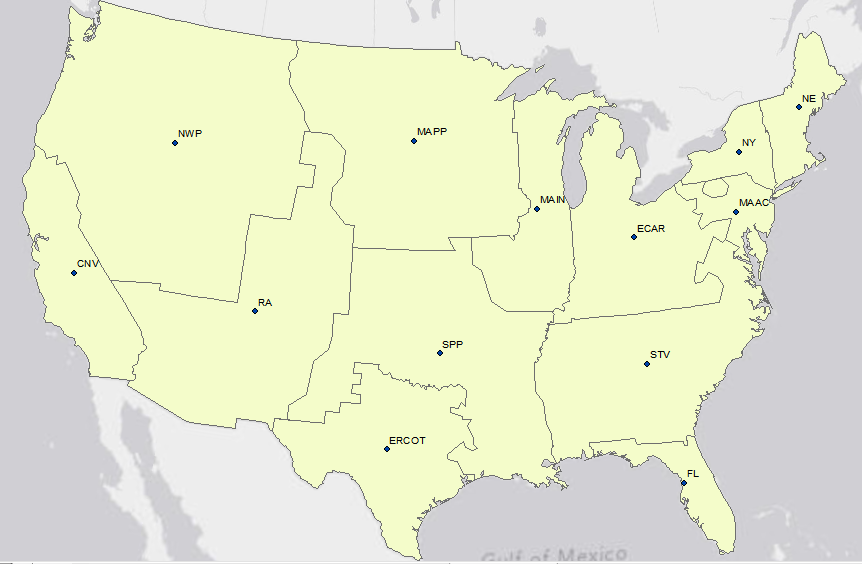 NE
NWP
MAPP
NY
MAIN
MAAC
ECAR
CNV
RA
SPP
STV
ERCOT
FL
Gulf of Mexico